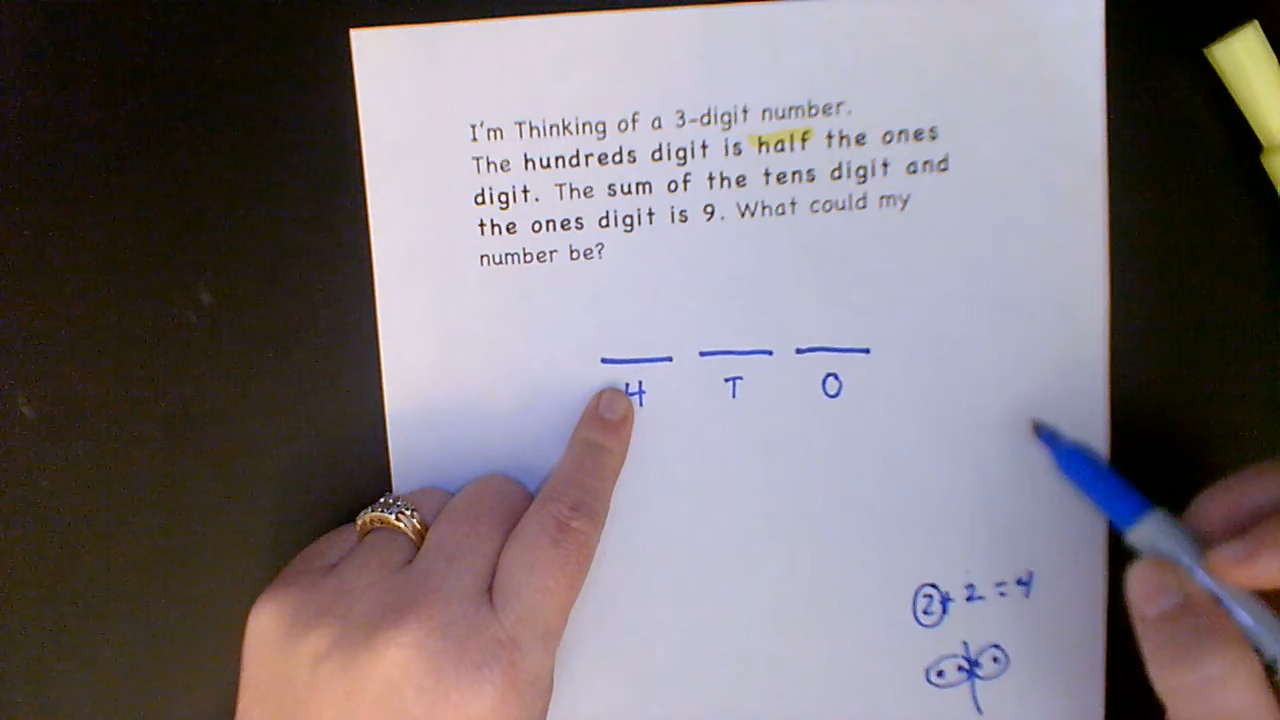 I'm Thinking of a 3-digit number.
The hundreds digit is half the ones
digit. The sum of the tens digit and
the ones digit is 9. What could my
number be?
H T O
2 + 2 = 4